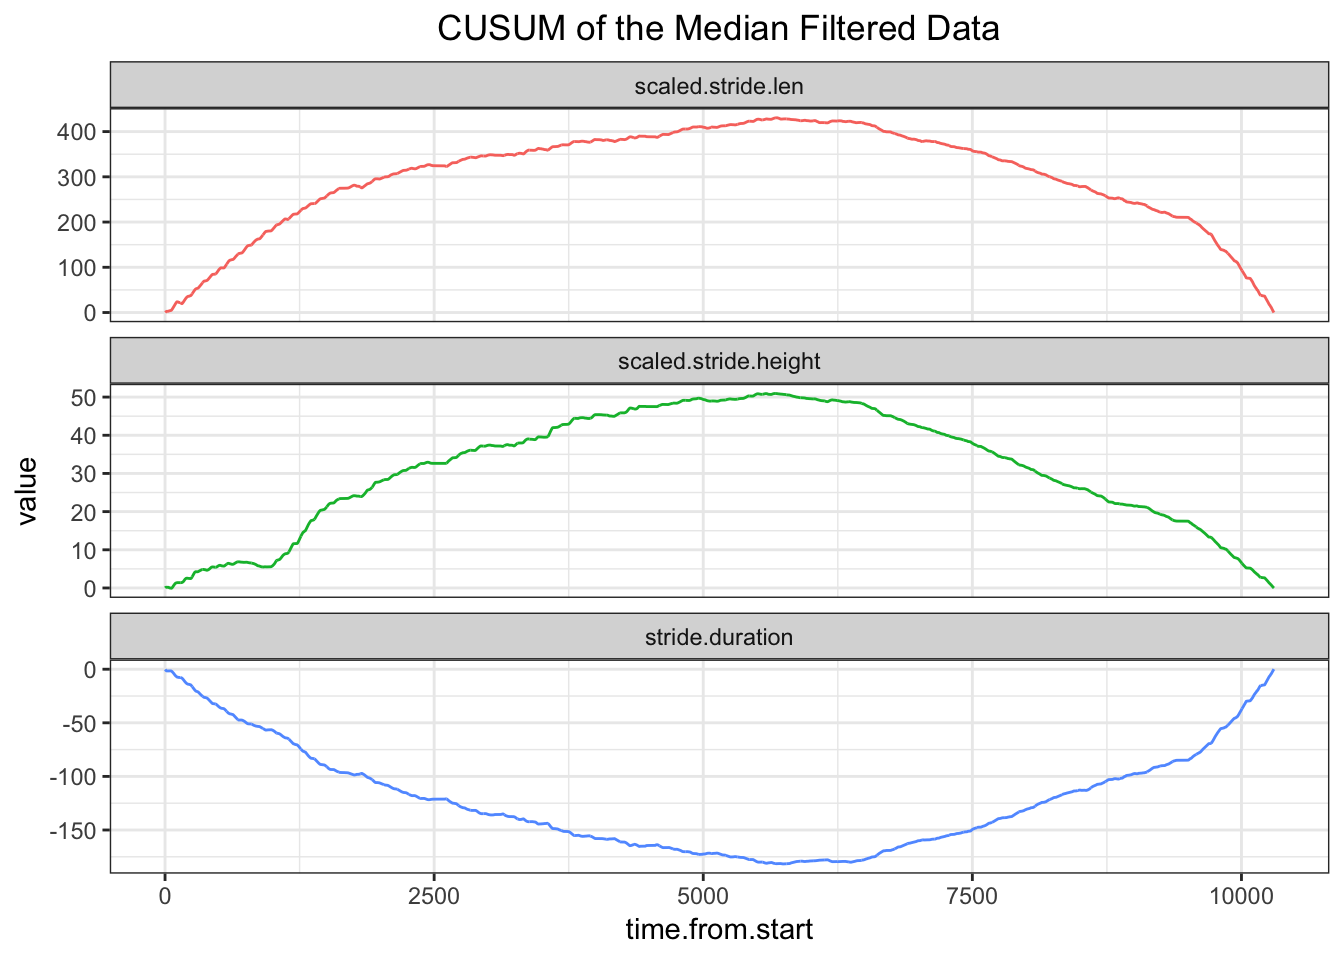 CUSUM of the Median Filtered Data
scaled.stride.len
400
300
200
100
0
scaled.stride.height
50
40
30
20
10
0
value
stride.duration
0
-50
-100
-150
0 2500 5000 7500 10000
time.from.start